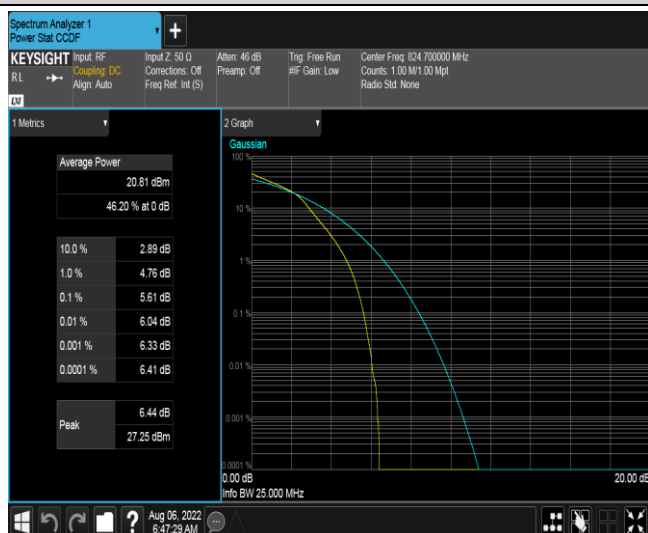 Spectrum Analyzer 1
Power Stat CCDF
KEYSIGHT
RL
LXI
Input: RF
Coupling: DC
Align: Auto
Input Z: 50 Ω
Corrections: Off
Freq Ref: Int (S)
Atten: 46 dB
Preamp: Off
Trig: Free Run
#IF Gain: Low
Center Freq: 824.700000 MHz
Counts: 1.00 M/1.00 Mpt
Radio Std: None
1 Metrics
Average Power
20.81 dBm
46.20 % at 0 dB
10.0 % 2.89 dB
1.0 % 4.76 dB
0.1 % 5.61 dB
0.01 % 6.04 dB
0.001 % 6.33 dB
0.0001 % 6.41 dB
Peak
6.44 dB
27.25 dBm
2 Graph
Gaussian
100 %
10 %
1 %
0.1 %
0.01 %
0.001 %
0.0001 %
0.00 dB 20.00 dB
Info BW 25.000 MHz
Aug 06, 2022
6:47:29 AM